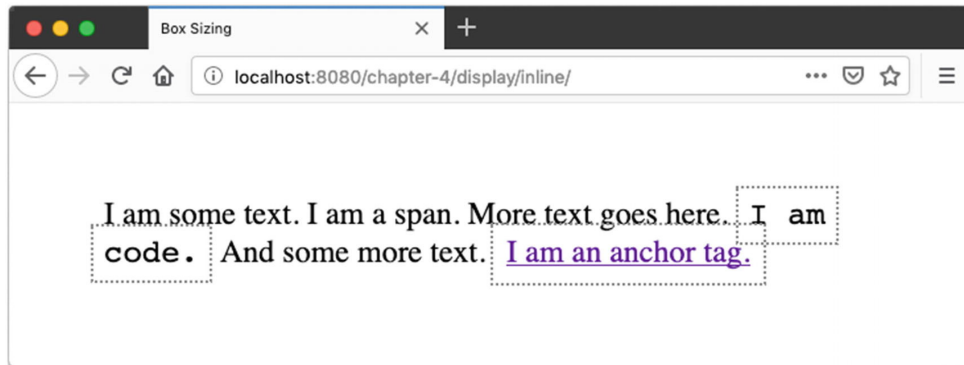 Box Sizing
localhost:8080/chapter-4/display/inline/
I am some text. I am a span. More text goes here. I am
code. And some more text. I am an anchor tag.